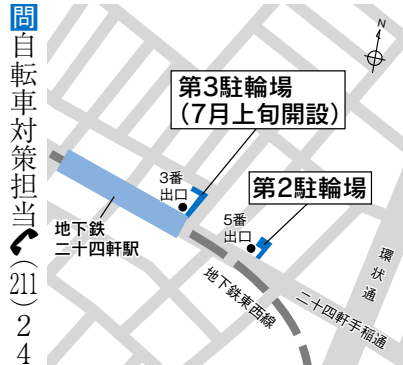 問自転車対策担当(211)24
N
第3駐輪場
(7月上旬開設)
3番
出口
第2駐輪場
5番
出口
地下鉄
二十四軒駅
環状通
地下鉄東西線
二十四軒手稲通